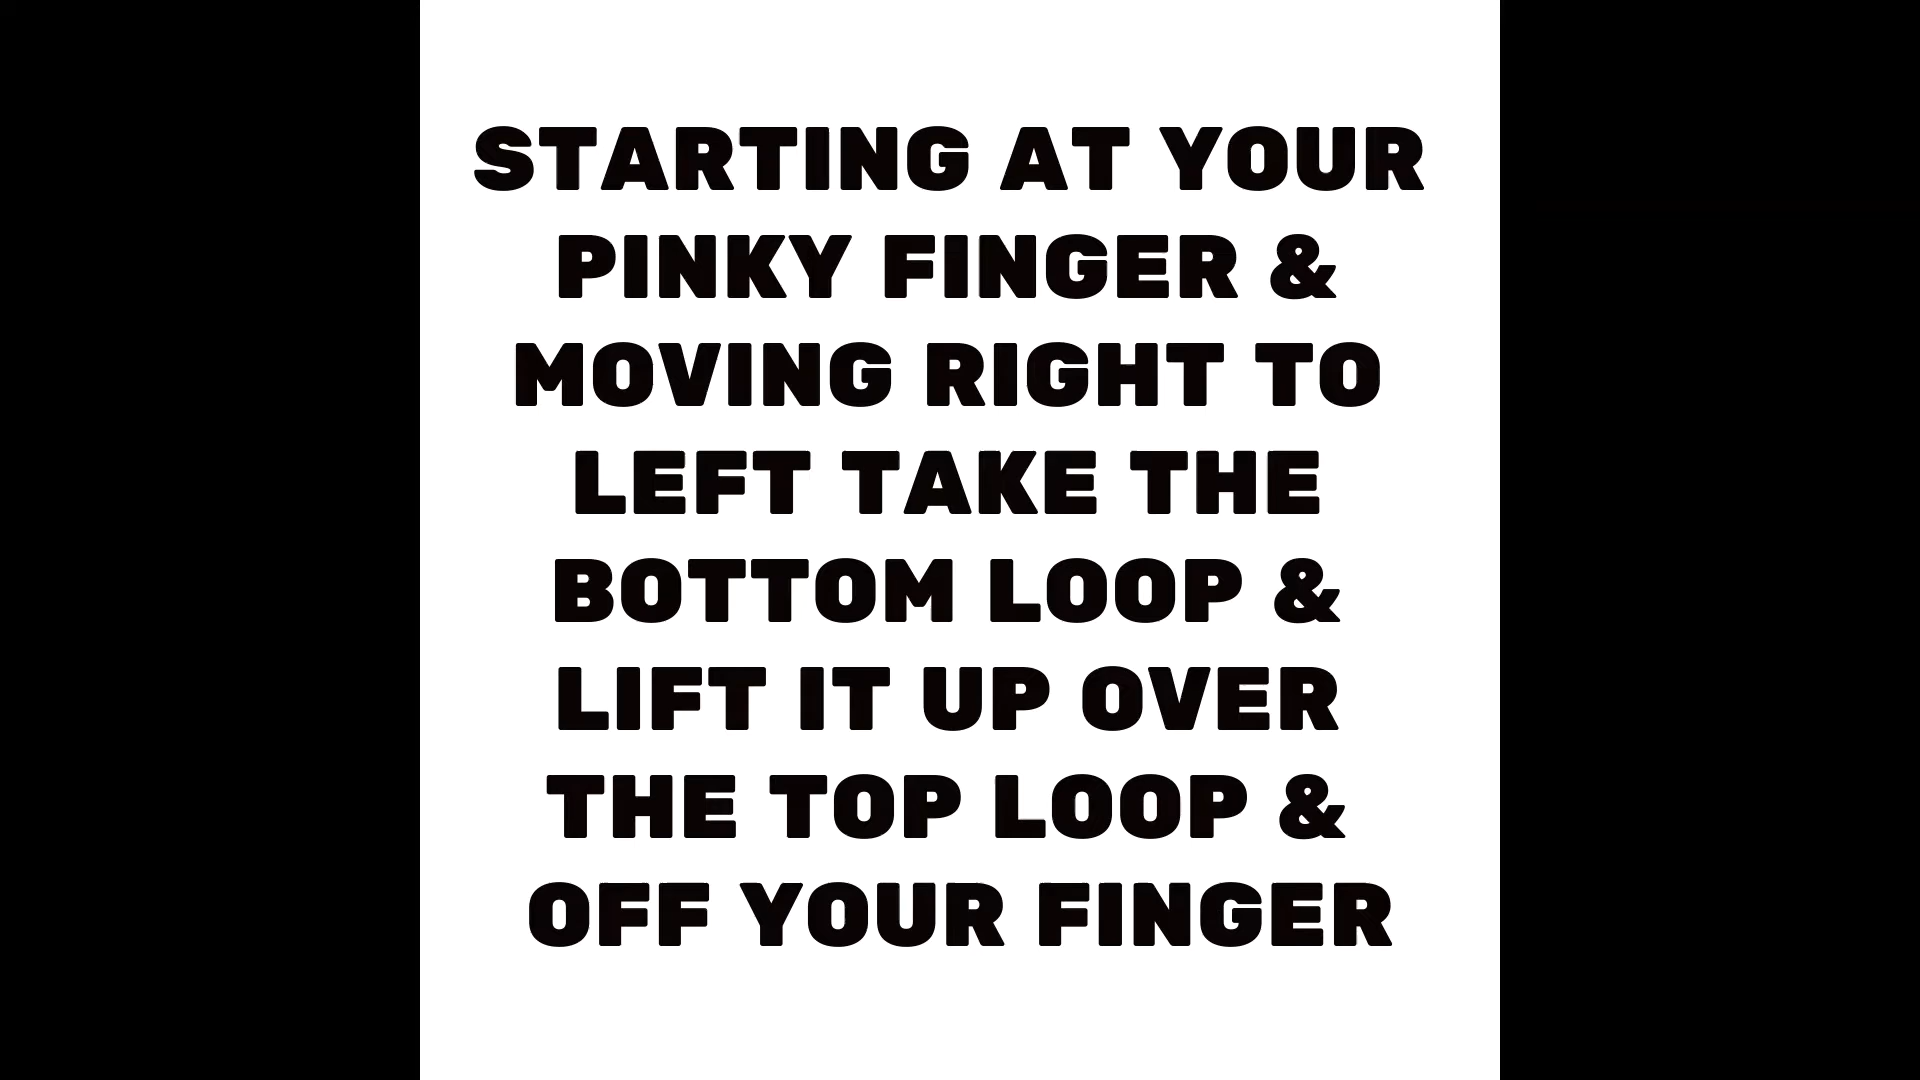 STARTING AT YOUR
PINKY FINGER &
MOVING RIGHT TO
LEFT TAKE THE
BOTTOM LOOP &
LIFT IT UP OVER
THE TOP LOOP &
OFF YOUR FINGER